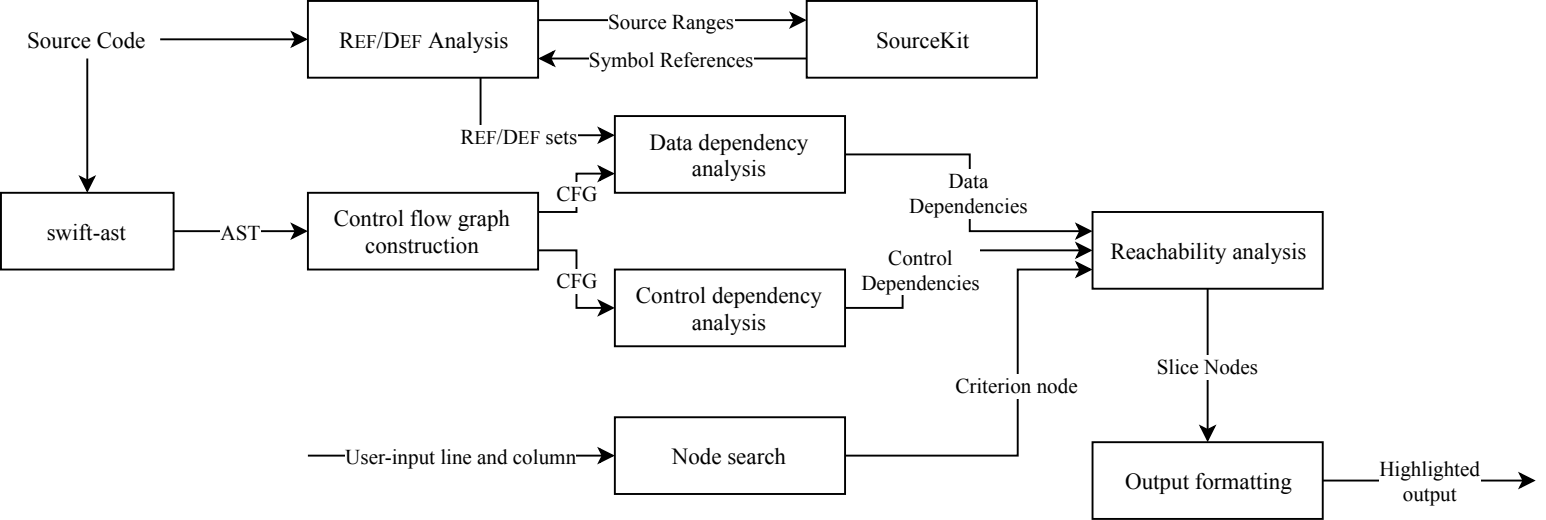 Source Code
REF/DEF Analysis
Source Ranges
Symbol References
SourceKit
REF/DEF sets
Data dependency
analysis
swift-ast
AST
Control flow graph
construction
CFG
CFG
Control dependency
analysis
Data
Dependencies
Control
Dependencies
Reachability analysis
Criterion node
Slice Nodes
User-input line and column
Node search
Output formatting
Highlighted
output